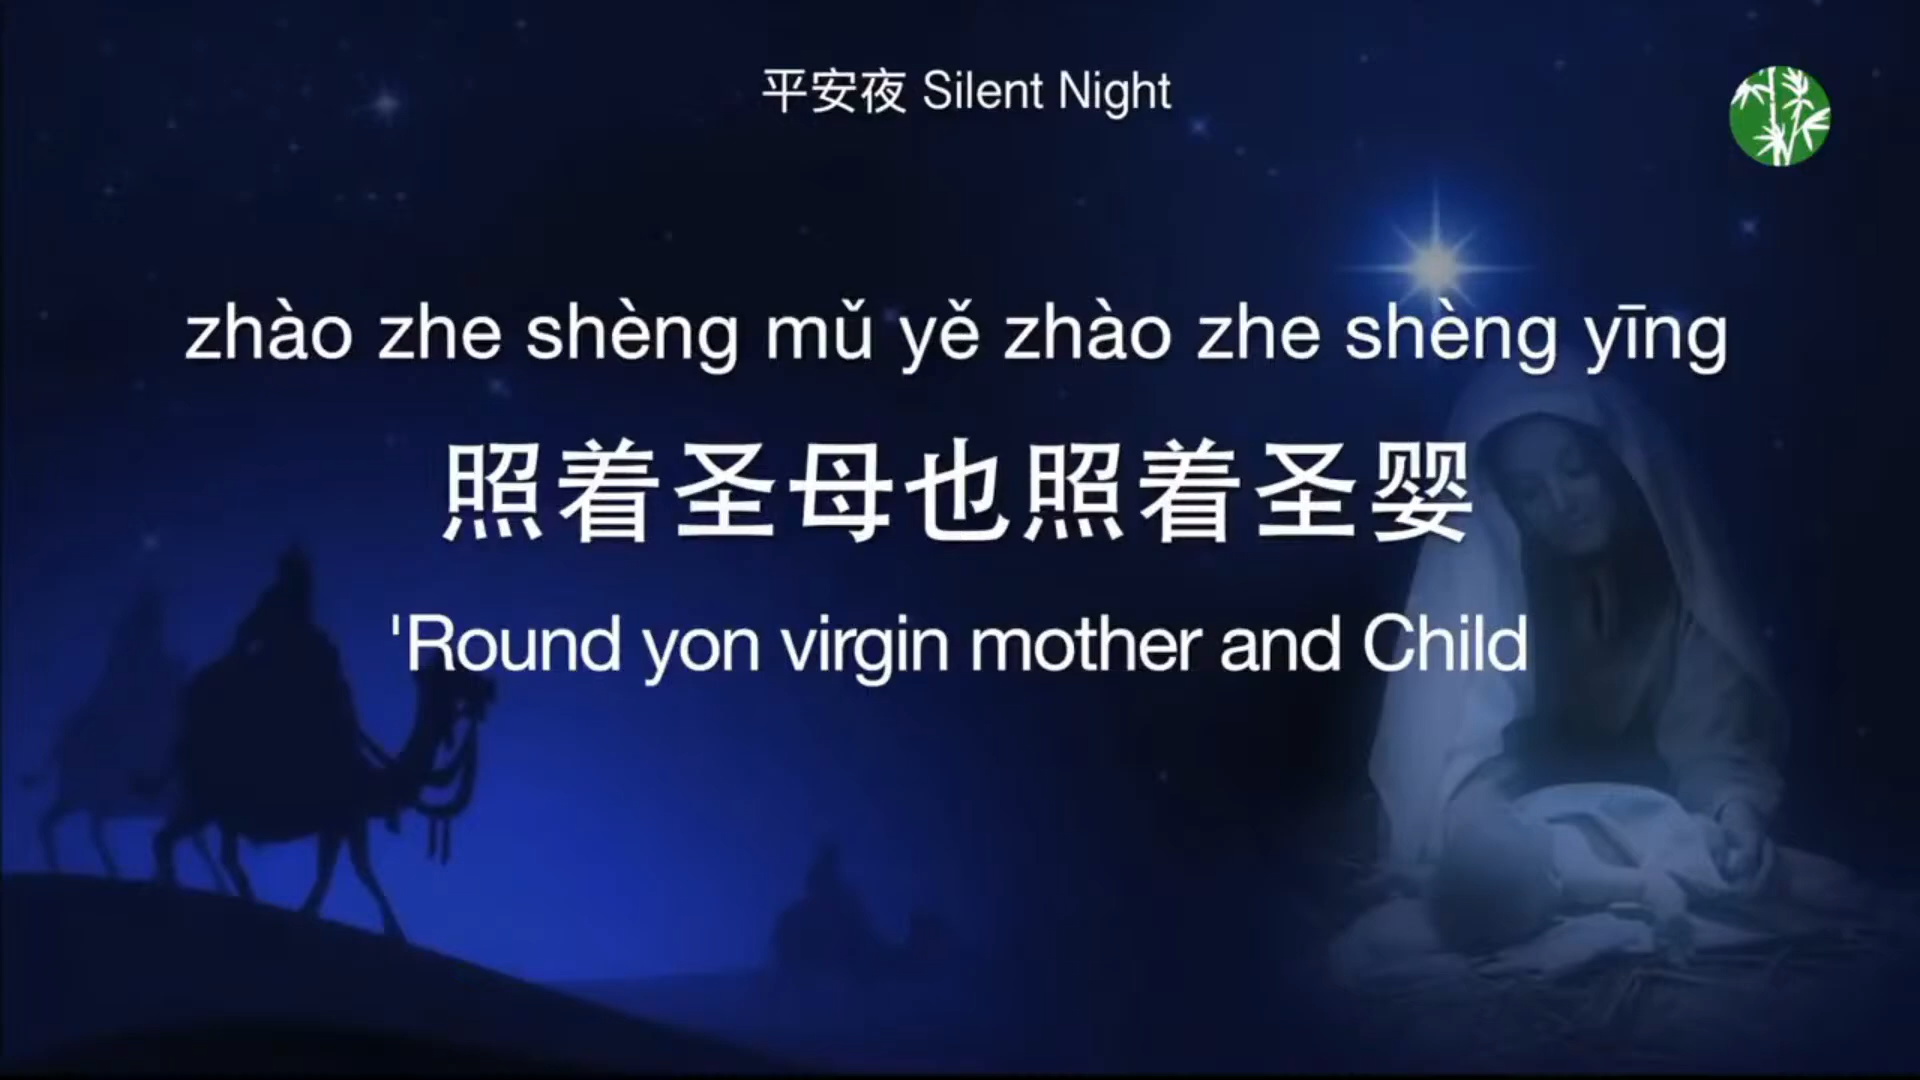 平安夜 Silent Night
zhào zhe shèng mǔ yě zhào zhe shèng yīng
照着圣母也照着圣婴
'Round yon virgin mother and Child